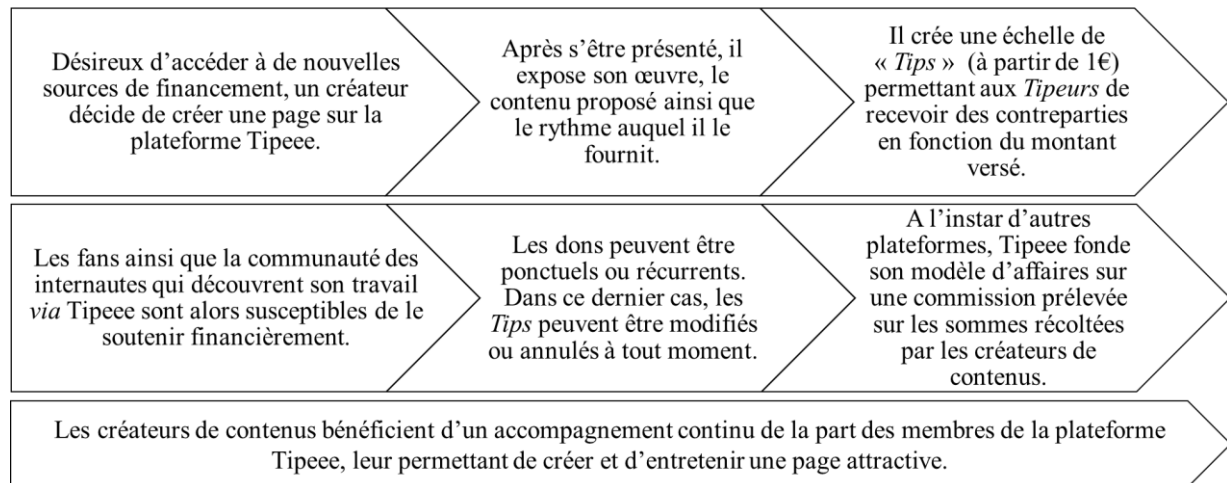 Désireux d’accéder à de nouvelles
sources de financement, un créateur
décide de créer une page sur la
plateforme Tipeee.
Après s’être présenté, il
expose son œuvre, le
contenu proposé ainsi que
le rythme auquel il le
fournit.
Il crée une échelle de
« Tips »  (à partir de 1€)
permettant aux Tipeurs de
recevoir des contreparties
en fonction du montant
versé.
Les fans ainsi que la communauté des
internautes qui découvrent son travail
via Tipeee sont alors susceptibles de le
soutenir financièrement.
Les dons peuvent être
ponctuels ou récurrents.
Dans ce dernier cas, les
Tips peuvent être modifiés
ou annulés à tout moment.
A l’instar d’autres
plateformes, Tipeee fonde
son modèle d’affaires sur
une commission prélevée
sur les sommes récoltées
par les créateurs de
contenus.
Les créateurs de contenus bénéficient d’un accompagnement continu de la part des membres de la plateforme
Tipeee, leur permettant de créer et d’entretenir une page attractive.